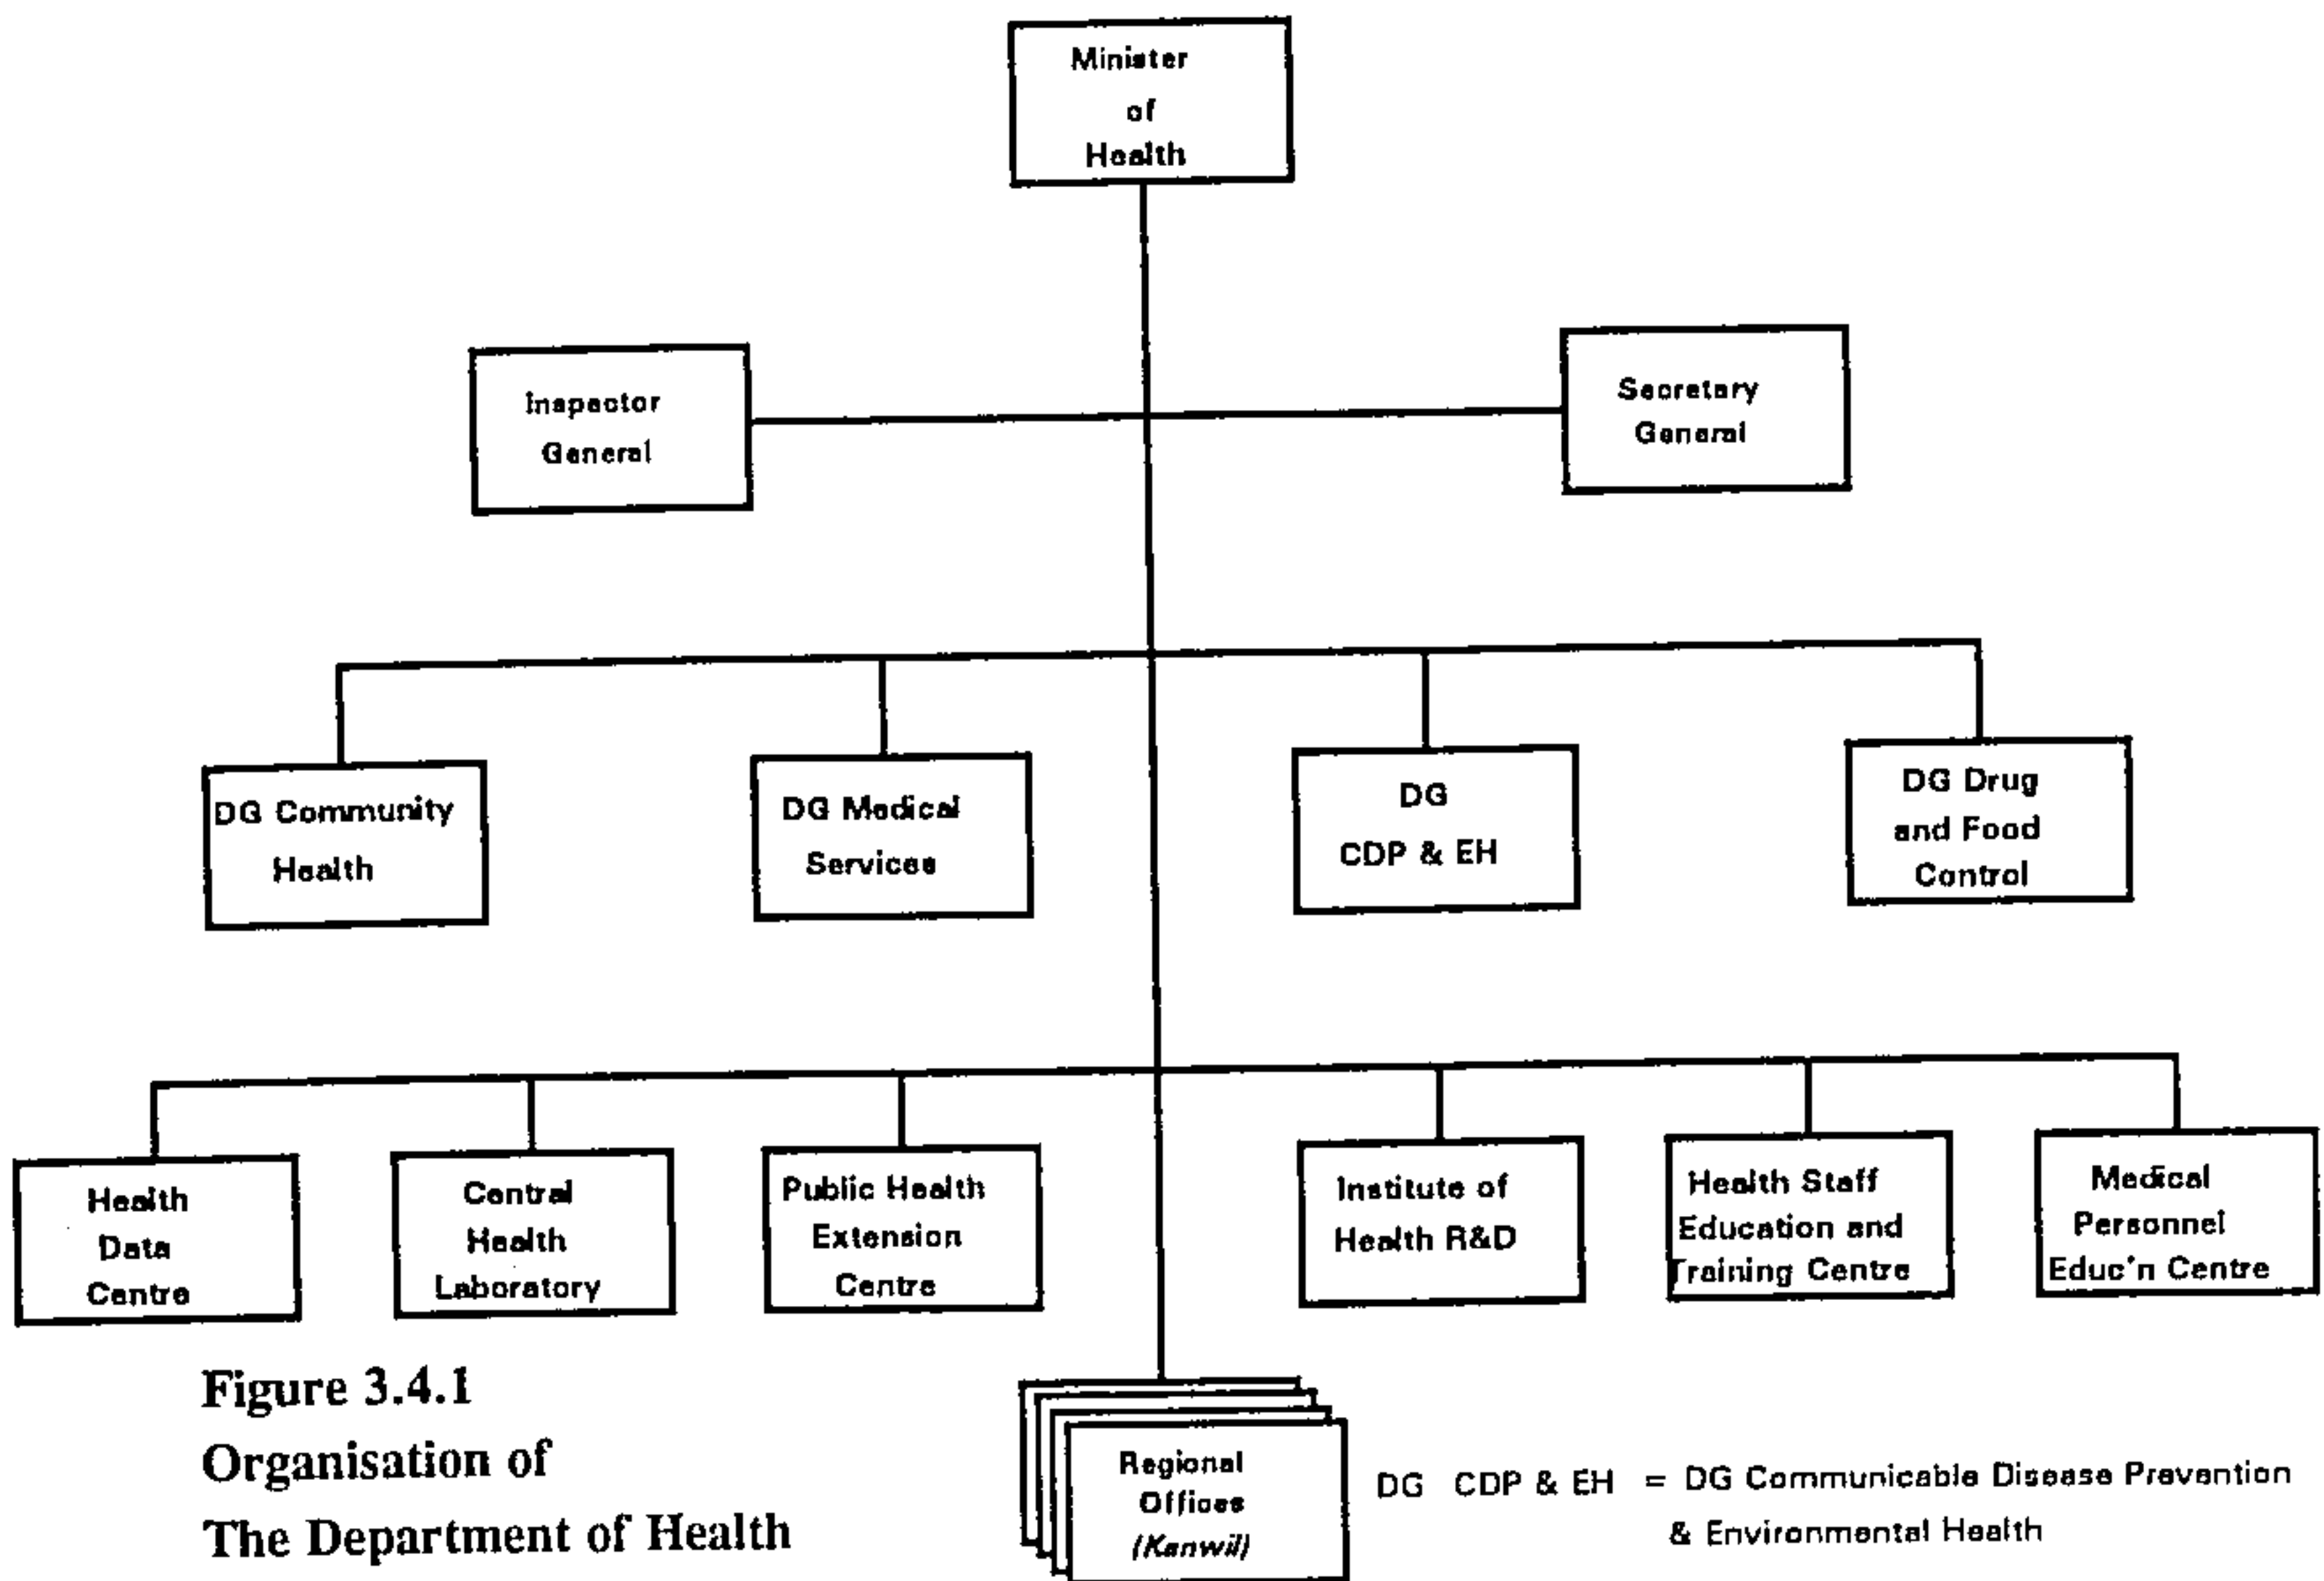 Minister
of
Health
Inspector
General
Secretary
General
DG Community
Health
DG Medical
Services
DG
CDP & EH
DG Drug
and Food
Control
Health
Data
Centre
Central
Health
Laboratory
Public Health
Extension
Centre
Institute of
Health R&D
Health Staff
Education and
Training Centre
Medical
Personnel
Educ'n Centre
Figure 3.4.1
Organisation of
The Department of Health
Regional
Offices
(Kanwil)
DG CDP & EH = DG Communicable Disease Prevention
& Environmental Health